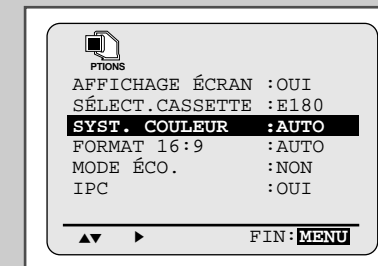 PTIONS
AFFICHAGE ÉCRAN :OUI
SÉLECT.CASSETTE :E180
SYST. COULEUR :AUTO
FORMAT 16:9 :AUTO
MODE ÉCO. :NON
IPC :OUI
▲▼ ► FIN:MENU